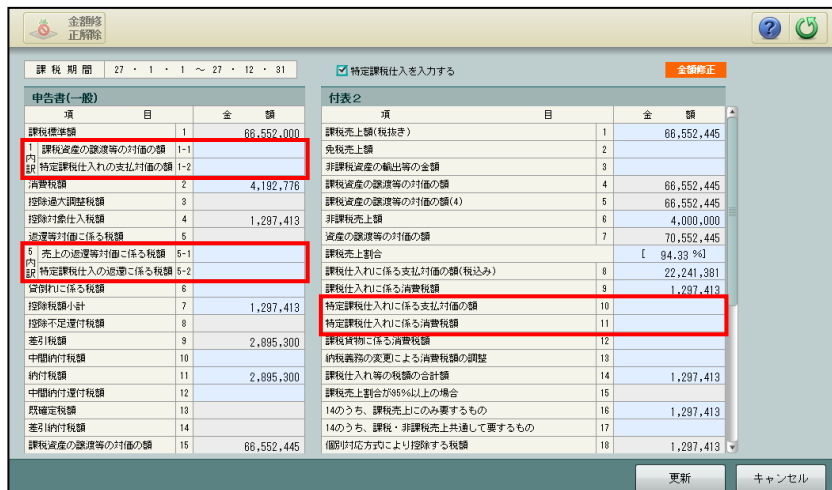 金額修
正解除
課税期間 27 ・ 1 ・ 1 ～ 27 ・ 12 ・ 31
特定課税仕入を入力する
金額修正
申告書(一般)
項 目 金 額
課税標準額 1 66,552,000
1内訳 課税資産の譲渡等の対価の額 1-1
特定課税仕入れの支払対価の額 1-2
消費税額 2 4,192,776
控除過大調整税額 3
控除対象仕入税額 4 1,297,413
返還等対価に係る税額 5
5内訳 売上の返還等対価に係る税額 5-1
特定課税仕入の返還に係る税額 5-2
貸倒れに係る税額 6
控除税額小計 7 1,297,413
控除不足還付税額 8
差引税額 9 2,895,300
中間納付税額 10
納付税額 11 2,895,300
中間納付還付税額 12
既確定税額 13
差引納付税額 14
課税資産の譲渡等の対価の額 15 66,552,445
付表２
項 目 金 額
課税売上額(税抜き) 1 66,552,445
免税売上額 2
非課税資産の輸出等の金額 3
課税資産の譲渡等の対価の額 4 66,552,445
課税資産の譲渡等の対価の額(4) 5 66,552,445
非課税売上額 6 4,000,000
資産の譲渡等の対価の額 7 70,552,445
課税売上割合 [ 94.33 %]
課税仕入れに係る支払対価の額(税込み) 8 22,241,381
課税仕入れに係る消費税額 9 1,297,413
特定課税仕入れに係る支払対価の額 10
特定課税仕入れに係る消費税額 11
課税貨物に係る消費税額 12
納税義務の変更による消費税額の調整 13
課税仕入れ等の税額の合計額 14 1,297,413
課税売上割合が95%以上の場合 15
14のうち、課税売上にのみ要するもの 16 1,297,413
14のうち、課税・非課税売上共通して要するもの 17
個別対応方式により控除する税額 18 1,297,413
更新
キャンセル